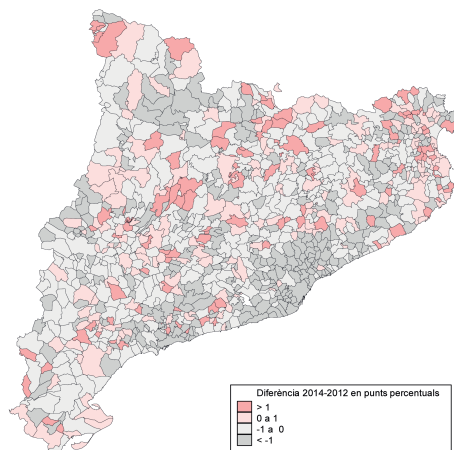 Diferència 2014-2012 en punts percentuals
> 1
0 a 1
-1 a 0
< -1